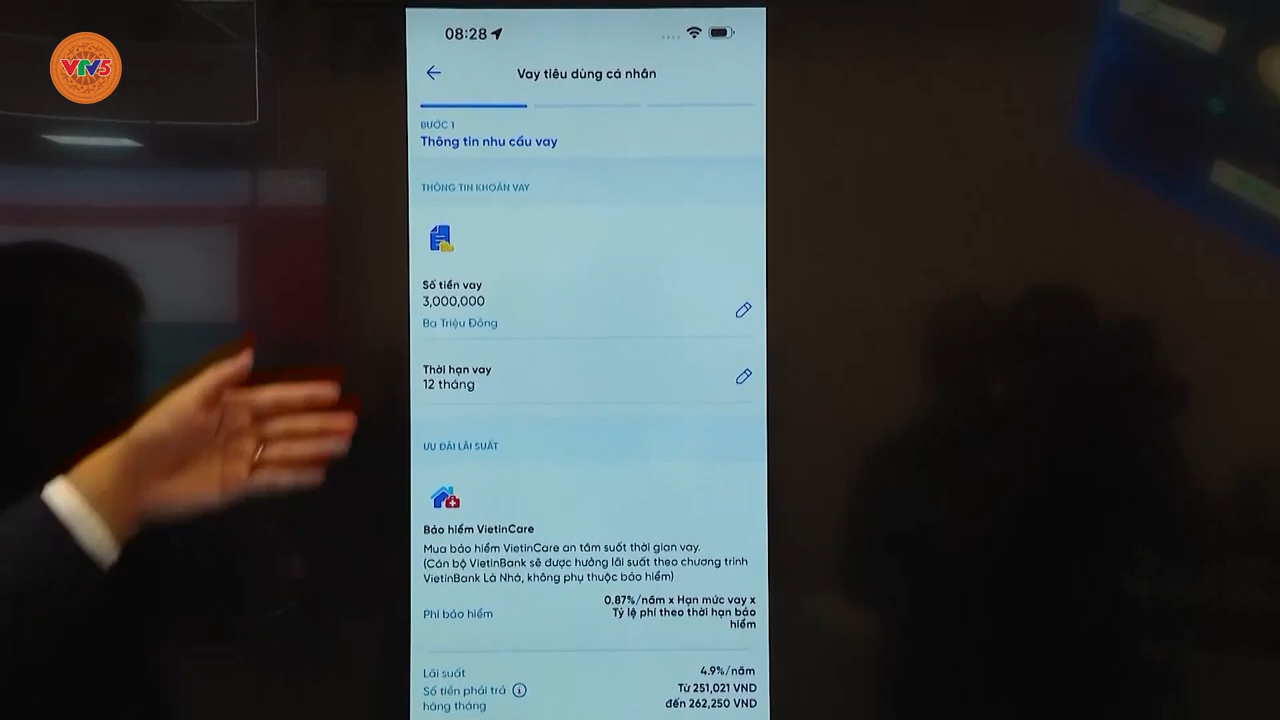 VTV5
08:28
Vay tiêu dùng cá nhân
BƯỚC 1
Thông tin nhu cầu vay
THÔNG TIN KHOẢN VAY
Số tiền vay
3,000,000
Ba Triệu Đồng
Thời hạn vay
12 tháng
ƯU ĐÃI LÃI SUẤT
Bảo hiểm VietinCare
Mua bảo hiểm VietinCare an tâm suốt thời gian vay.
(Cán bộ VietinBank sẽ được hưởng lãi suất theo chương trình
VietinBank Là Nhà, không phụ thuộc bảo hiểm)
Phí bảo hiểm
0.87%/năm x Hạn mức vay x
Tỷ lệ phí theo thời hạn bảo
hiểm
Lãi suất
4.9%/năm
Số tiền phải trả
hàng tháng
Từ 251,021 VND
đến 262,250 VND